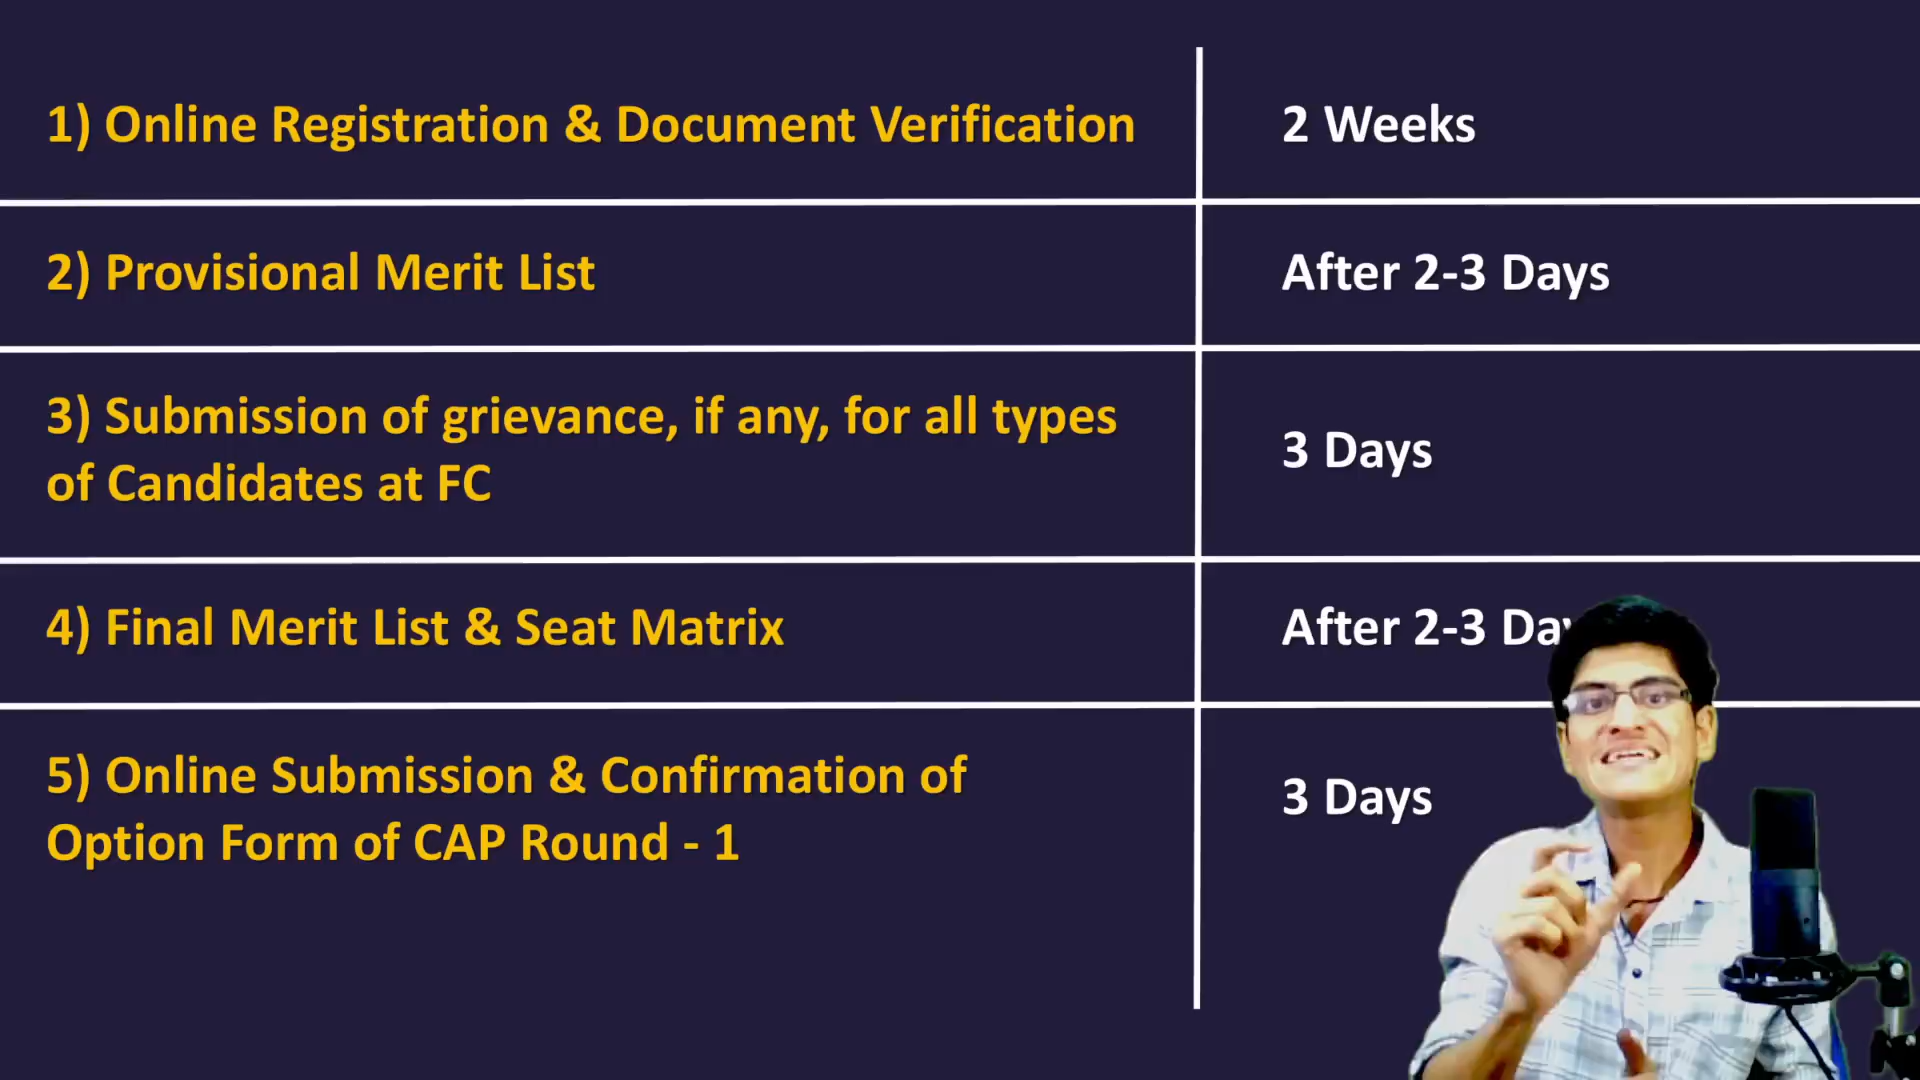 1) Online Registration & Document Verification
2 Weeks
2) Provisional Merit List
After 2-3 Days
3) Submission of grievance, if any, for all types
of Candidates at FC
3 Days
4) Final Merit List & Seat Matrix
After 2-3
5) Online Submission & Confirmation of
Option Form of CAP Round - 1
3 Days